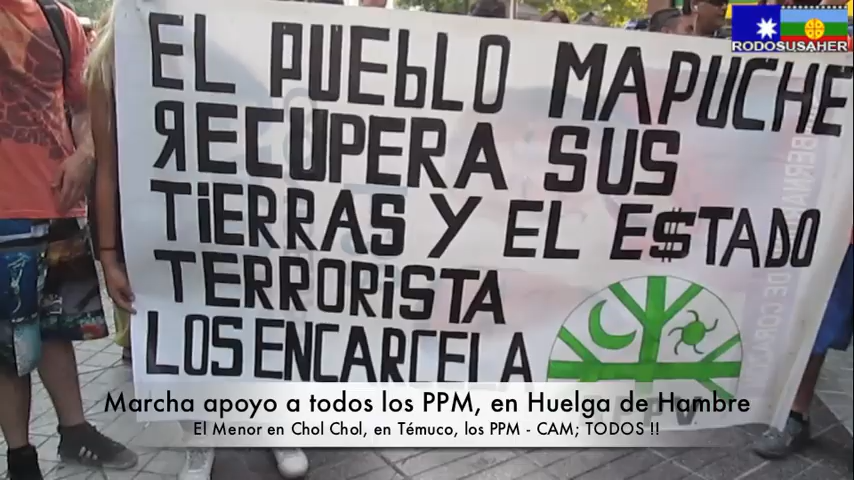 RODOSUSAHER
EL PUEbLO MAPUCHE
RECUPERA SUS
TiERRAS Y EL E$TADO
TERRORiSTA
LOS ENCARCELA
Marcha apoyo a todos los PPM, en Huelga de Hambre
El Menor en Chol Chol, en Témuco, los PPM - CAM; TODOS !!